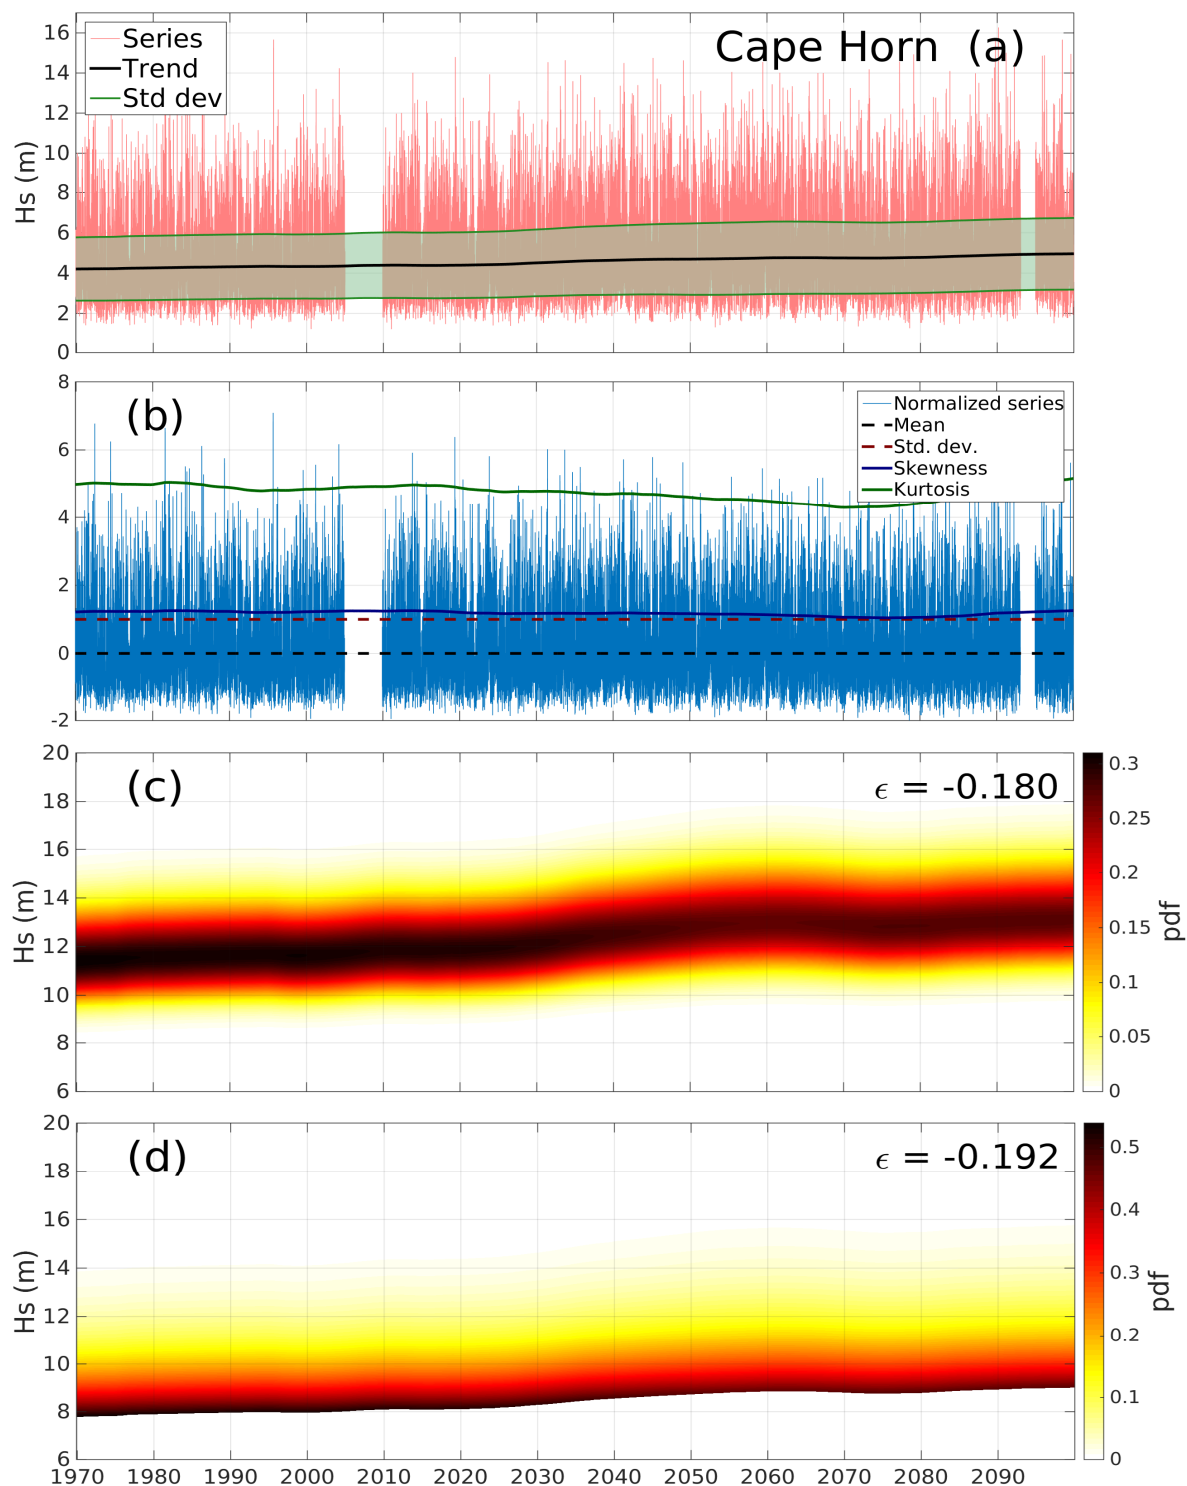 Cape Horn (a)
Series
Trend
Std dev
Hs (m)
16
14
12
10
8
6
4
2
0
(b)
Normalized series
Mean
Std. dev.
Skewness
Kurtosis
8
6
4
2
0
-2
(c)
ϵ = -0.180
Hs (m)
20
18
16
14
12
10
8
6
0.3
0.25
0.2
0.15
0.1
0.05
0
pdf
(d)
ϵ = -0.192
Hs (m)
20
18
16
14
12
10
8
6
0.5
0.4
0.3
0.2
0.1
0
pdf
1970 1980 1990 2000 2010 2020 2030 2040 2050 2060 2070 2080 2090